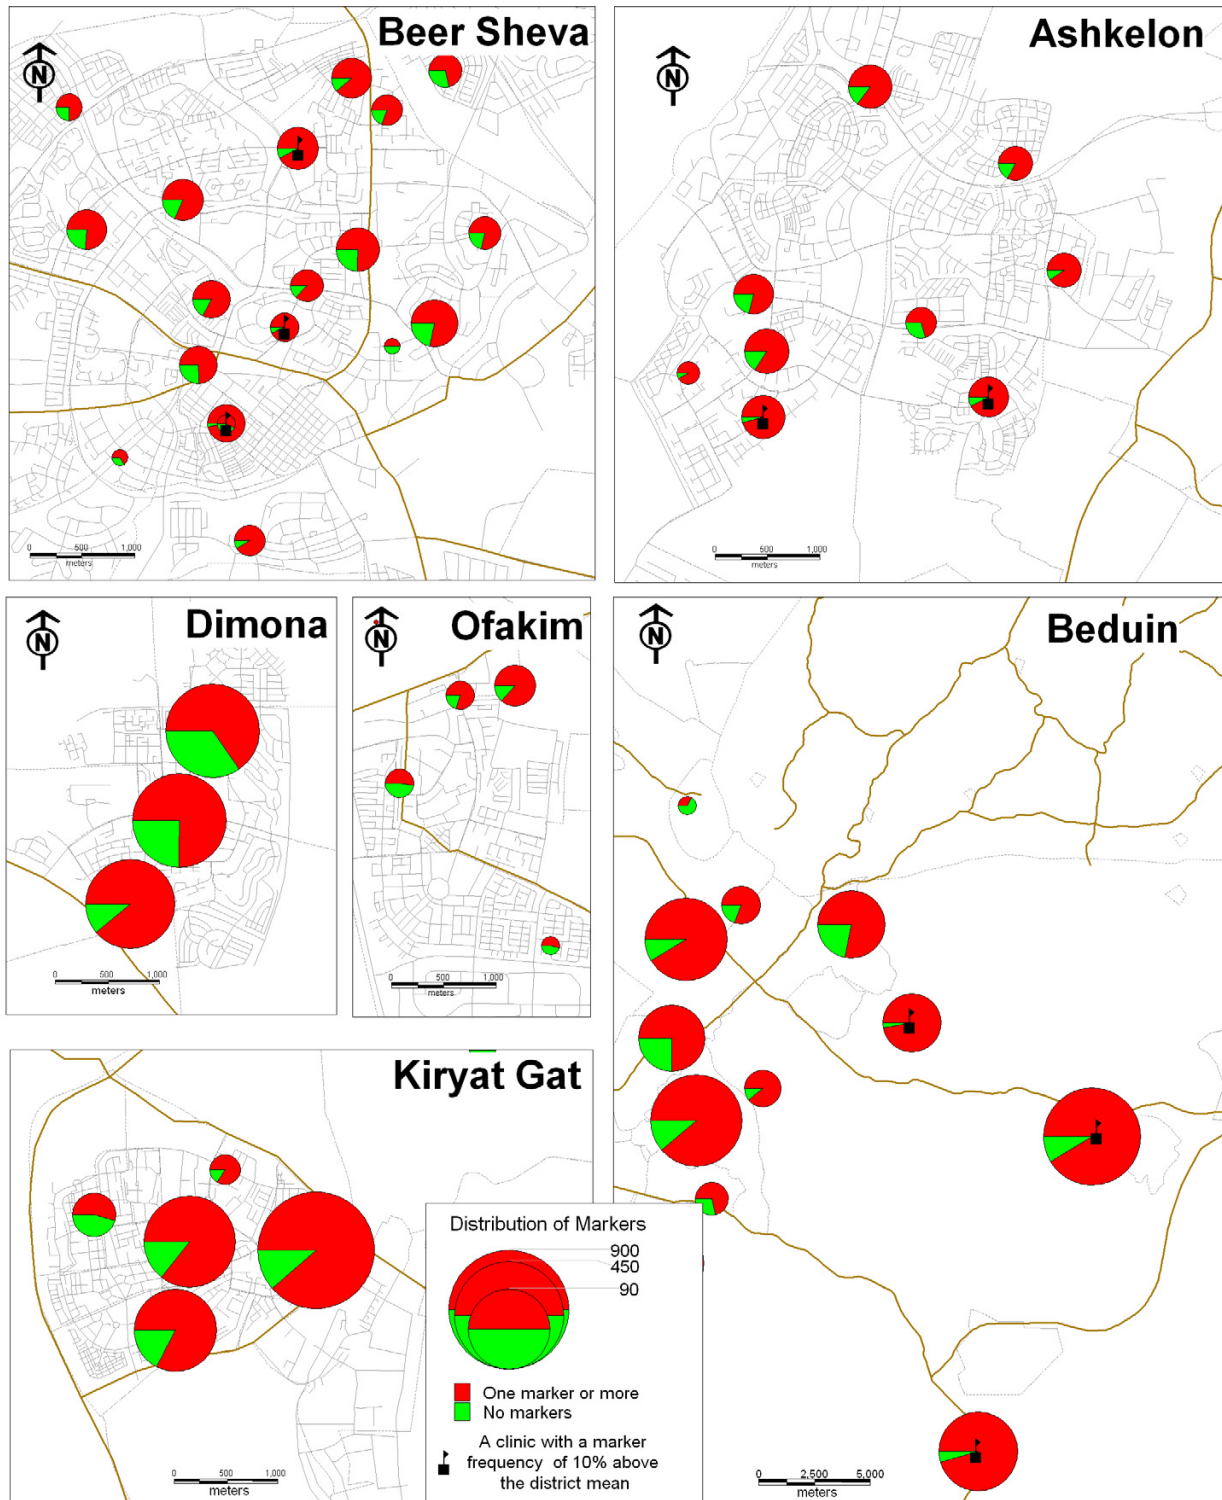 Beer Sheva
N
0 500 1,000
meters
Ashkelon
N
0 500 1,000
meters
Dimona
N
0 500 1,000
meters
Ofakim
N
0 500 1,000
meters
Beduin
N
0 2,500 5,000
meters
Kiryat Gat
0 500 1,000
meters
Distribution of Markers
900
450
90
One marker or more
No markers
A clinic with a marker
frequency of 10% above
the district mean